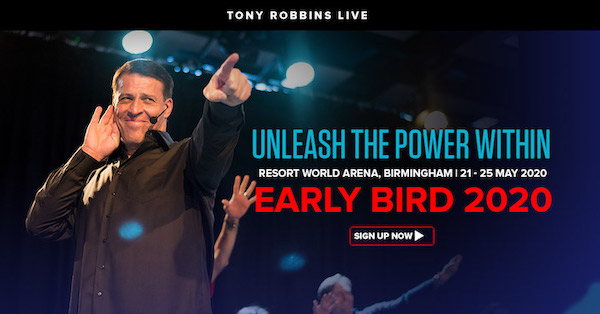 TONY ROBBINS LIVE
UNLEASH THE POWER WITHIN
RESORT WORLD ARENA, BIRMINGHAM | 21 - 25 MAY 2020
EARLY BIRD 2020
SIGN UP NOW